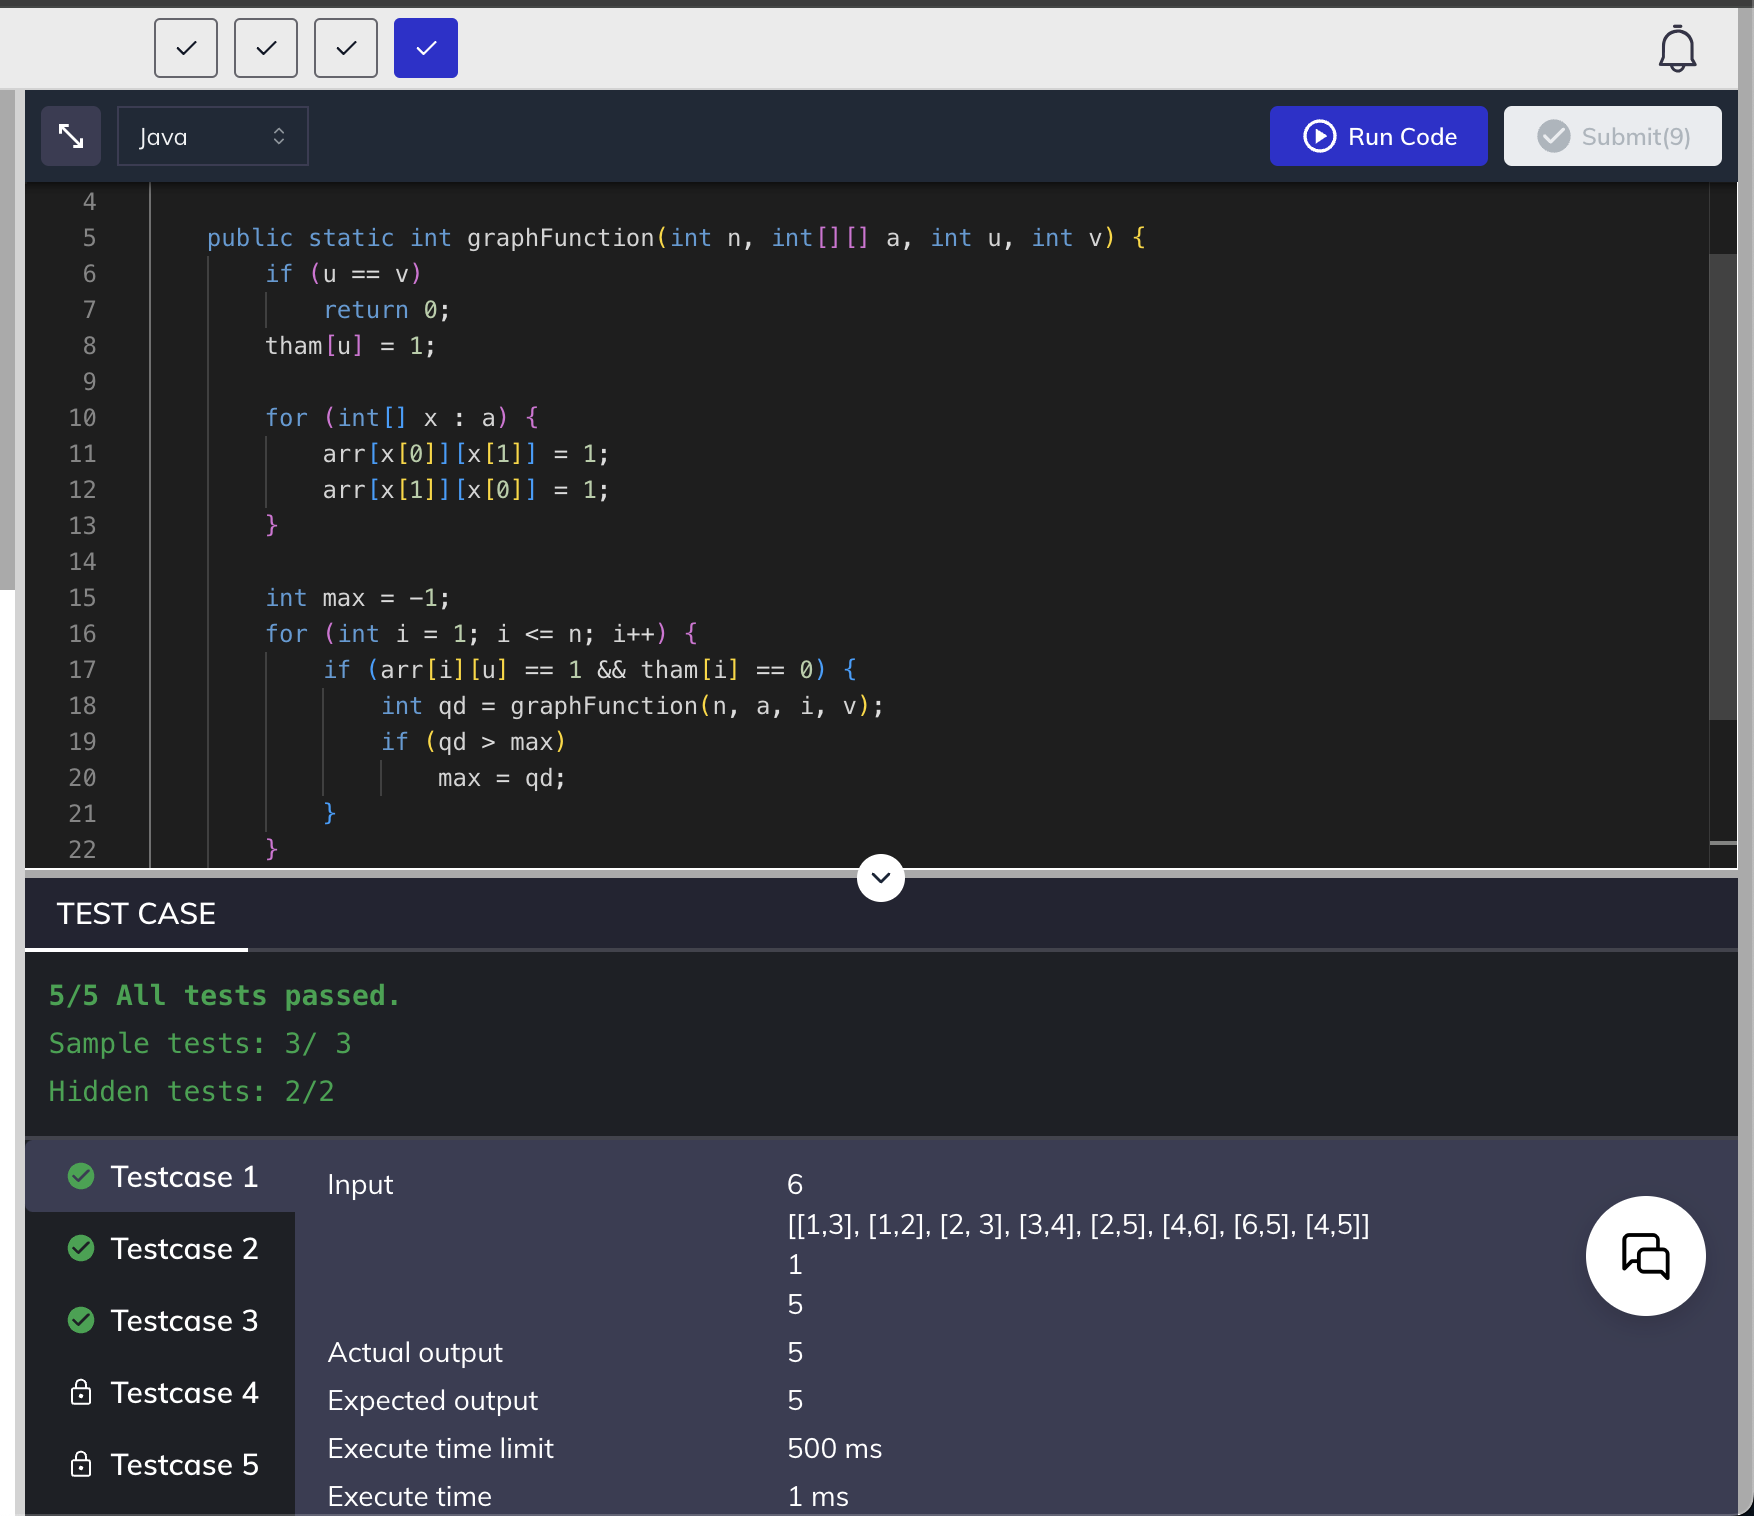 Java
Run Code
Submit(9)
4
5 public static int graphFunction(int n, int[][] a, int u, int v) {
6 if (u == v)
7 return 0;
8 tham[u] = 1;
9
10 for (int[] x : a) {
11 arr[x[0]][x[1]] = 1;
12 arr[x[1]][x[0]] = 1;
13 }
14
15 int max = -1;
16 for (int i = 1; i <= n; i++) {
17 if (arr[i][u] == 1 && tham[i] == 0) {
18 int qd = graphFunction(n, a, i, v);
19 if (qd > max)
20 max = qd;
21 }
22 }
TEST CASE
5/5 All tests passed.
Sample tests: 3/ 3
Hidden tests: 2/2
Testcase 1
Testcase 2
Testcase 3
Testcase 4
Testcase 5
Input 6
[[1,3], [1,2], [2, 3], [3,4], [2,5], [4,6], [6,5], [4,5]]
1
5
Actual output 5
Expected output 5
Execute time limit 500 ms
Execute time 1 ms